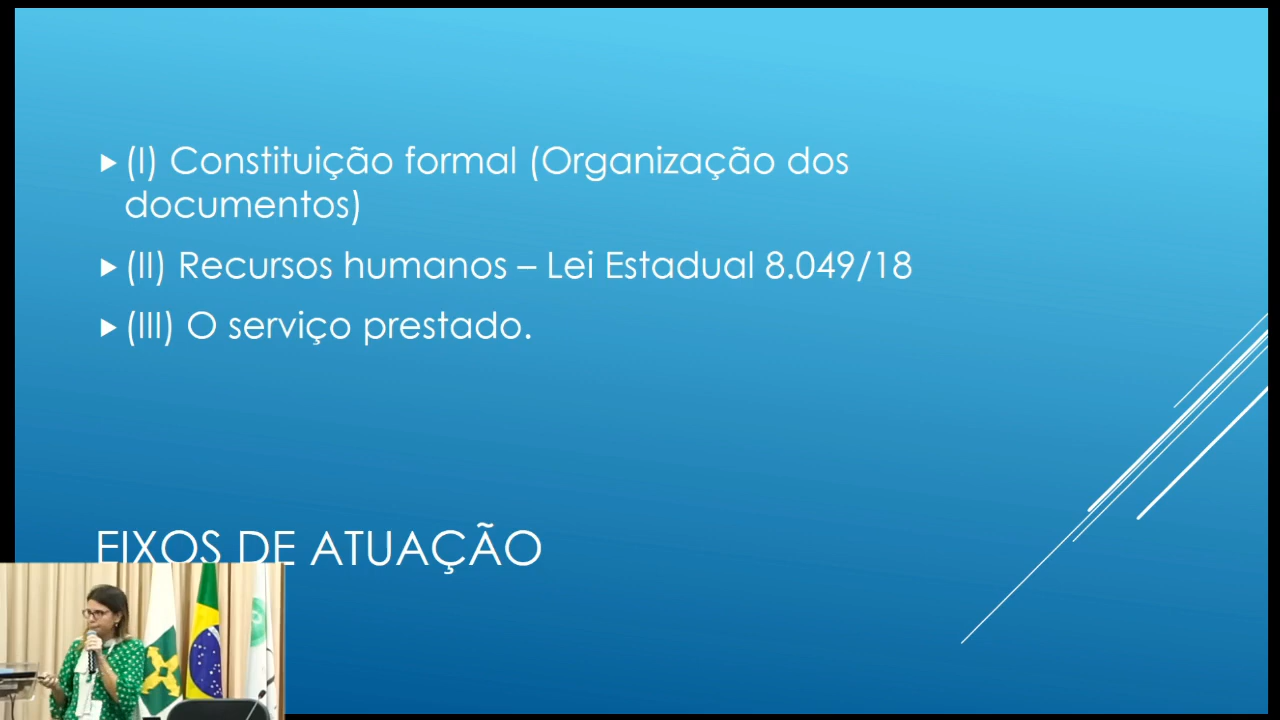 (I) Constituição formal (Organização dos
documentos)
(II) Recursos humanos – Lei Estadual 8.049/18
(III) O serviço prestado.
EIXOS DE ATUAÇÃO